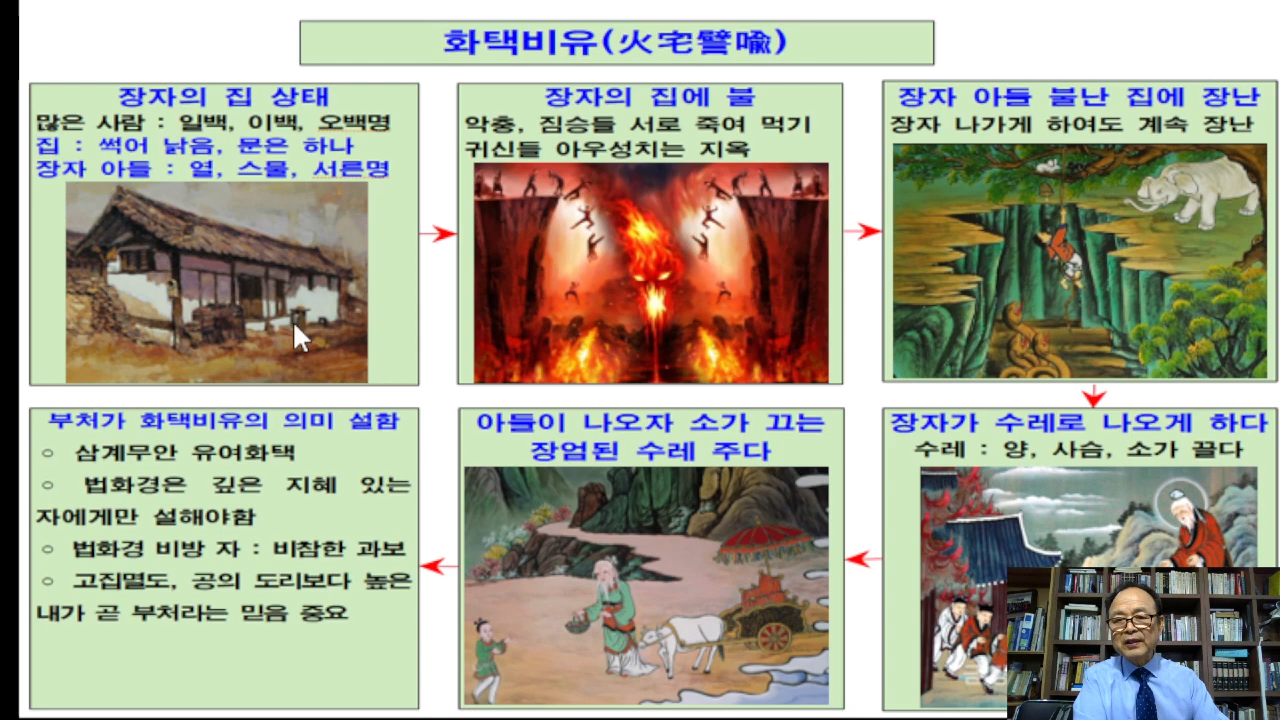 화택비유(火宅譬喩)
장자의 집 상태
많은 사람 : 일백, 이백, 오백명
집 : 썩어 낡음, 문은 하나
장자 아들 : 열, 스물, 서른명
장자의 집에 불
악충, 짐승들 서로 죽여 먹기
귀신들 아우성치는 지옥
장자 아들 불난 집에 장난
장자 나가게 하여도 계속 장난
장자가 수레로 나오게 하다
수레 : 양, 사슴, 소가 끌다
아들이 나오자 소가 끄는
장엄된 수레 주다
부처가 화택비유의 의미 설함
○ 삼계무안 유여화택
○ 법화경은 깊은 지혜 있는
자에게만 설해야함
○ 법화경 비방 자 : 비참한 과보
○ 고집멸도, 공의 도리보다 높은
내가 곧 부처라는 믿음 중요